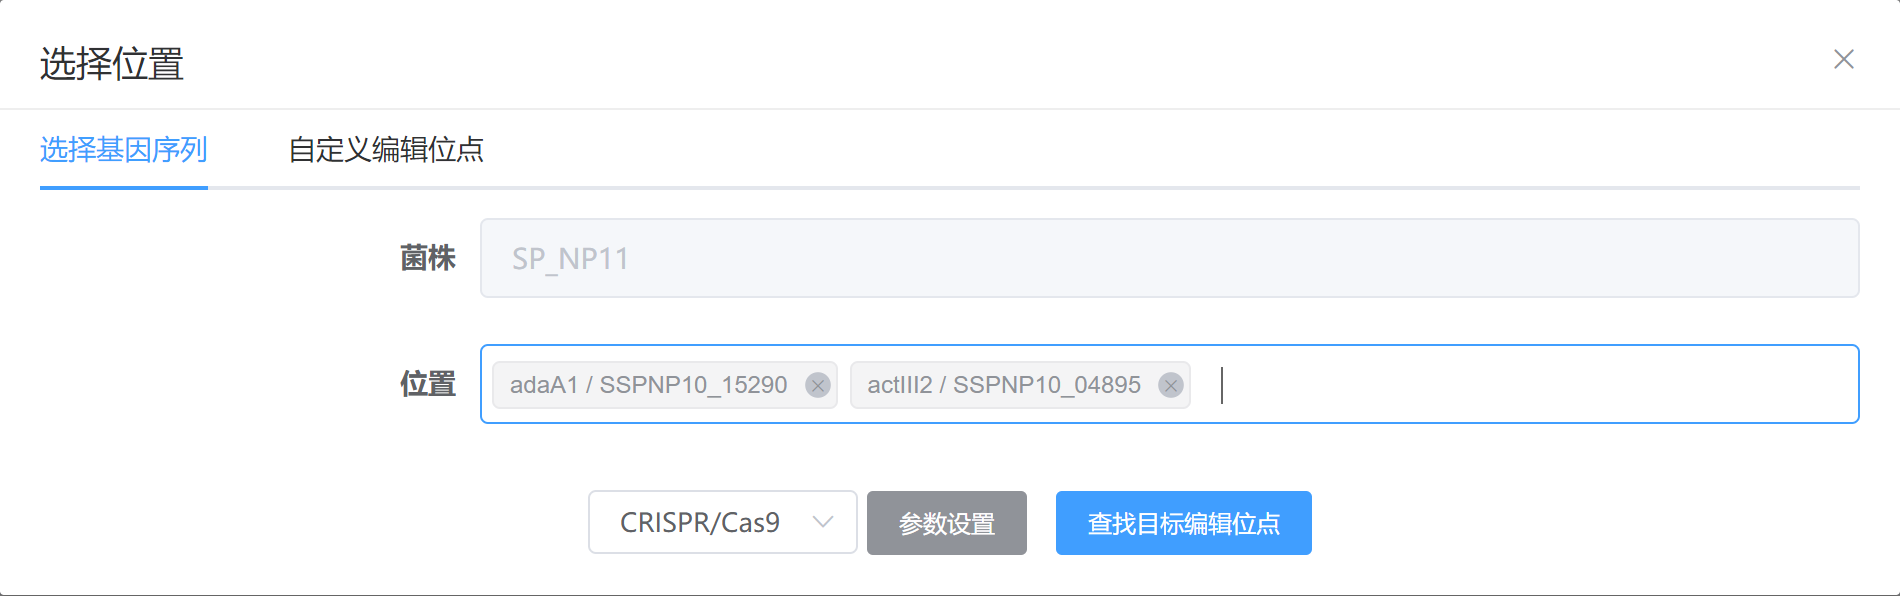 选择位置
选择基因序列 自定义编辑位点
菌株 SP_NP11
位置 adaA1 / SSPNP10_15290 actIII2 / SSPNP10_04895
CRISPR/Cas9 参数设置 查找目标编辑位点